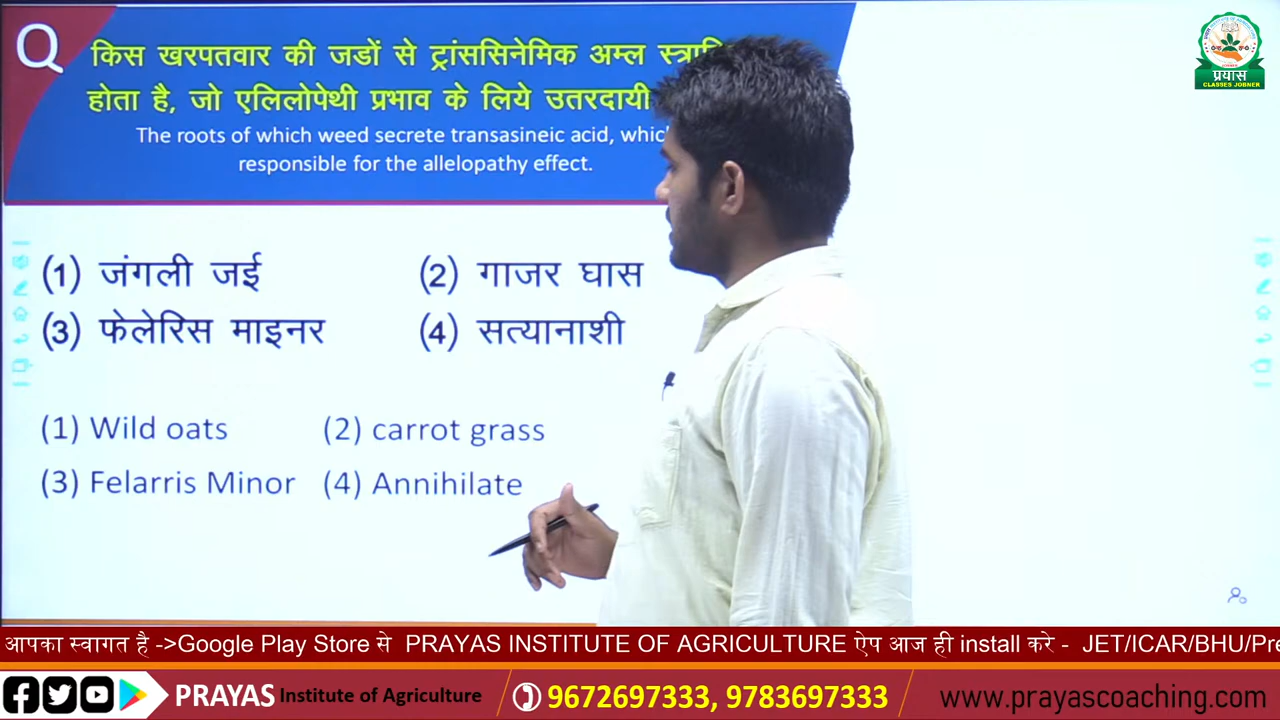 Q
किस खरपतवार की जडों से ट्रांससिनेमिक अम्ल
होता है, जो एलिलोपेथी प्रभाव के लिये उतरदायी
The roots of which weed secrete transasineic acid,
responsible for the allelopathy effect.
(1) जंगली जई (2) गाजर घास
(3) फेलेरिस माइनर (4) सत्यानाशी
(1) Wild oats (2) carrot grass
(3) Felarris Minor (4) Annihilate
प्रयास
CLASSES JOBNER
आपका स्वागत है ->Google Play Store से PRAYAS INSTITUTE OF AGRICULTURE ऐप आज ही install करे - JET/ICAR/BHU/Pre
PRAYAS Institute of Agriculture 9672697333, 9783697333 www.prayascoaching.com